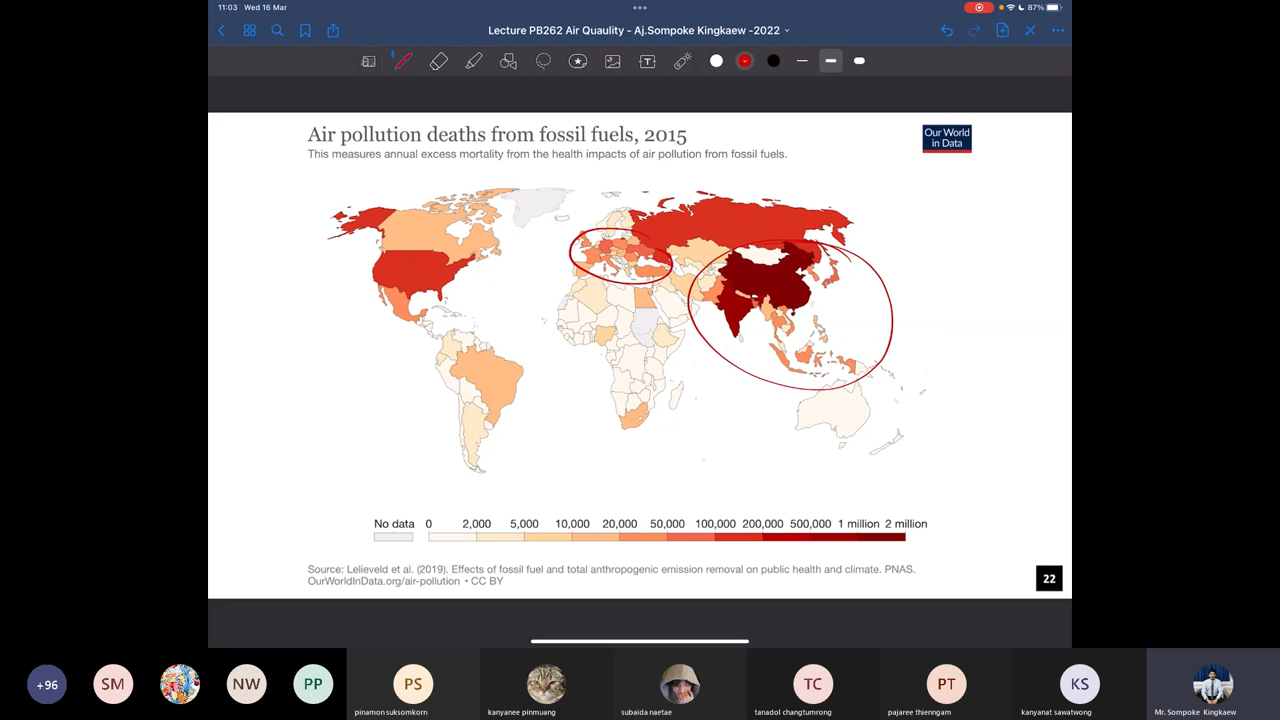 11:03 Wed 16 Mar
87%
Lecture PB262 Air Quaulity - Aj.Sompoke Kingkaew -2022
Air pollution deaths from fossil fuels, 2015
This measures annual excess mortality from the health impacts of air pollution from fossil fuels.
Our World
in Data
No data 0 2,000 5,000 10,000 20,000 50,000 100,000 200,000 500,000 1 million 2 million
Source: Lelieveld et al. (2019). Effects of fossil fuel and total anthropogenic emission removal on public health and climate. PNAS.
OurWorldInData.org/air-pollution • CC BY
22
+96 SM NW PP PS TC PT KS
pinamon suksomkorn kanyanee pinmuang subaida naetae tanadol changtumrong pajaree thienngam kanyanat sawatwong Mr. Sompoke Kingkaew